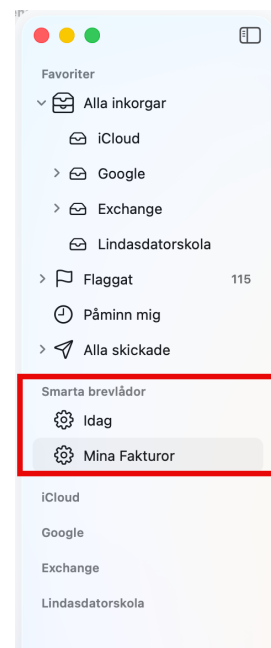 Favoriter
Alla inkorgar
iCloud
Google
Exchange
Lindasdatorskola
Flaggat 115
Påminn mig
Alla skickade
Smarta brevlådor
Idag
Mina Fakturor
iCloud
Google
Exchange
Lindasdatorskola